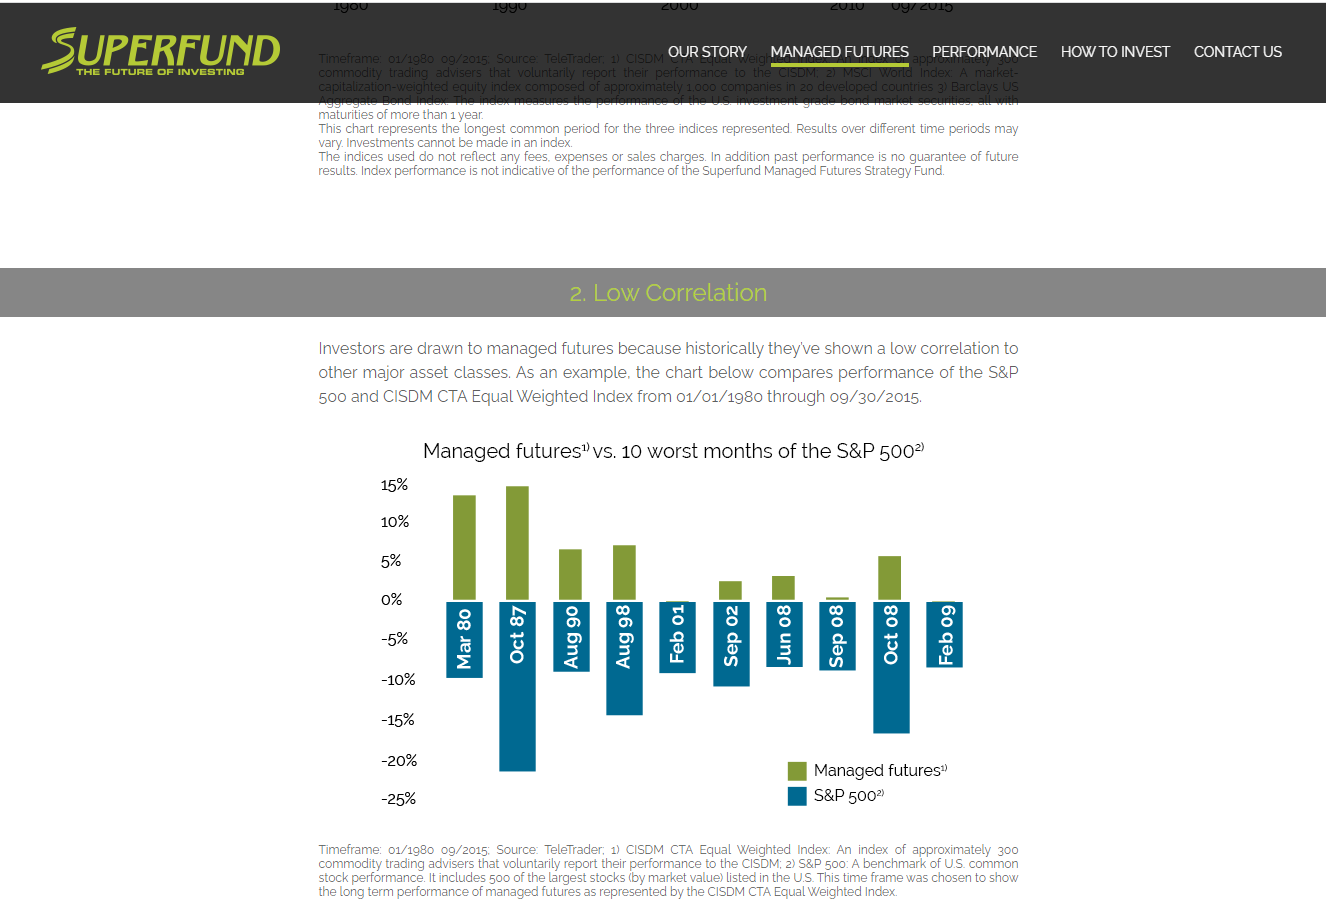 1980 1990 2000 2010 09/2015
SUPERFUND
THE FUTURE OF INVESTING
OUR STORY MANAGED FUTURES PERFORMANCE HOW TO INVEST CONTACT US
Timeframe: 01/1980 09/2015; Source: TeleTrader; 1) CISDM CTA Equal Weighted Index: An index of approximately 300
commodity trading advisers that voluntarily report their performance to the CISDM; 2) MSCI World Index: A market-
capitalization-weighted equity index composed of approximately 1,000 companies in 20 developed countries 3) Barclays US
Aggregate Bond Index: The index measures the performance of the U.S. investment grade bond market securities, all with
maturities of more than 1 year.
This chart represents the longest common period for the three indices represented. Results over different time periods may
vary. Investments cannot be made in an index.
The indices used do not reflect any fees, expenses or sales charges. In addition past performance is no guarantee of future
results. Index performance is not indicative of the performance of the Superfund Managed Futures Strategy Fund.
2. Low Correlation
Investors are drawn to managed futures because historically they've shown a low correlation to
other major asset classes. As an example, the chart below compares performance of the S&P
500 and CISDM CTA Equal Weighted Index from 01/01/1980 through 09/30/2015.
Managed futures1) vs. 10 worst months of the S&P 5002)
15%
10%
5%
0%
-5%
-10%
-15%
-20%
-25%
Mar 80
Oct 87
Aug 90
Aug 98
Feb 01
Sep 02
Jun 08
Sep 08
Oct 08
Feb 09
Managed futures1)
S&P 5002)
Timeframe: 01/1980 09/2015; Source: TeleTrader; 1) CISDM CTA Equal Weighted Index: An index of approximately 300
commodity trading advisers that voluntarily report their performance to the CISDM; 2) S&P 500: A benchmark of U.S. common
stock performance. It includes 500 of the largest stocks (by market value) listed in the U.S. This time frame was chosen to show
the long term performance of managed futures as represented by the CISDM CTA Equal Weighted Index.